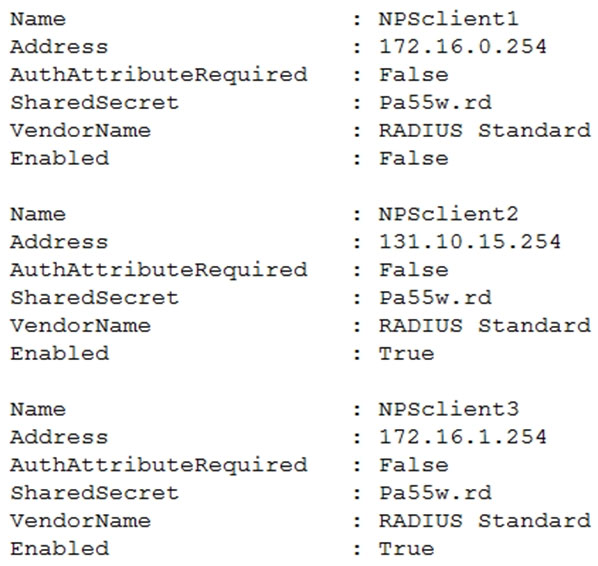 Name : NPSclient1
Address : 172.16.0.254
AuthAttributeRequired : False
SharedSecret : Pa55w.rd
VendorName : RADIUS Standard
Enabled : False
Name : NPSclient2
Address : 131.10.15.254
AuthAttributeRequired : False
SharedSecret : Pa55w.rd
VendorName : RADIUS Standard
Enabled : True
Name : NPSclient3
Address : 172.16.1.254
AuthAttributeRequired : False
SharedSecret : Pa55w.rd
VendorName : RADIUS Standard
Enabled : True